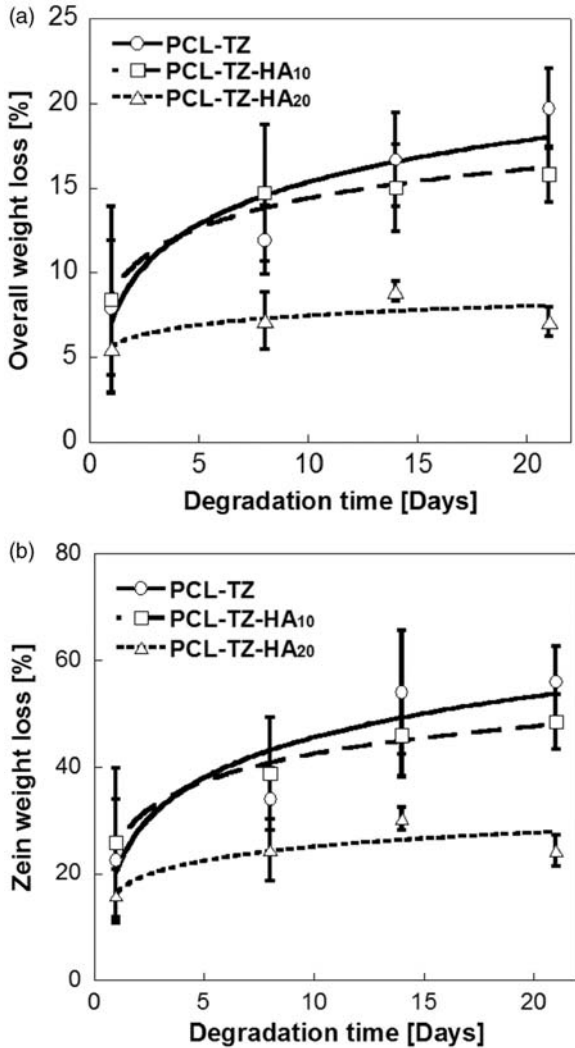 (a)
PCL-TZ
PCL-TZ-HA10
PCL-TZ-HA20
Overall weight loss [%]
25
20
15
10
5
0
0 5 10 15 20
Degradation time [Days]
(b)
PCL-TZ
PCL-TZ-HA10
PCL-TZ-HA20
Zein weight loss [%]
80
60
40
20
0
0 5 10 15 20
Degradation time [Days]